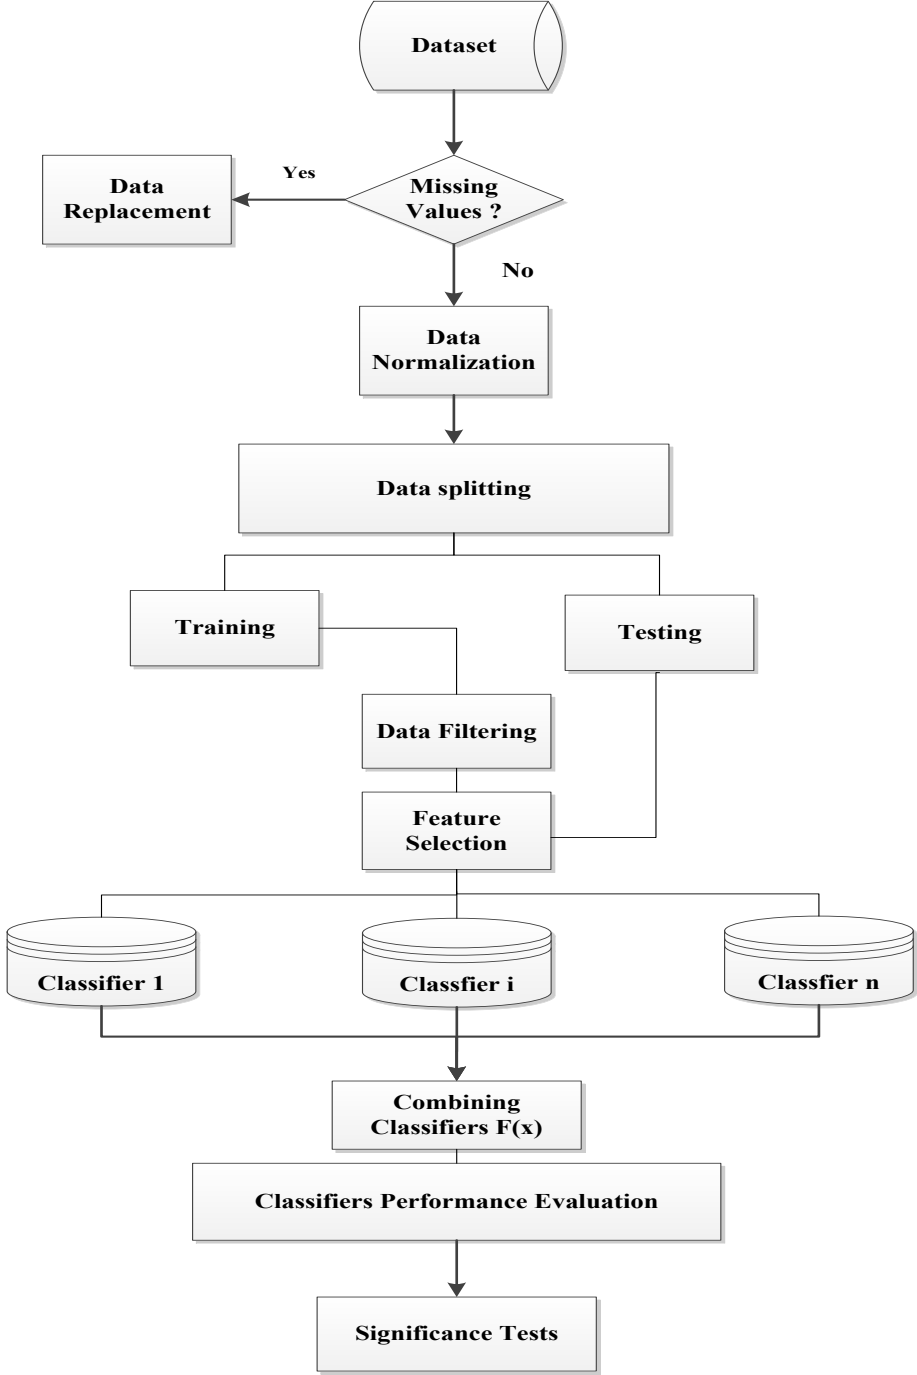 Dataset
Yes
Missing
Values ?
Data
Replacement
No
Data
Normalization
Data splitting
Training
Testing
Data Filtering
Feature
Selection
Classifier 1
Classfier i
Classfier n
Combining
Classifiers F(x)
Classifiers Performance Evaluation
Significance Tests